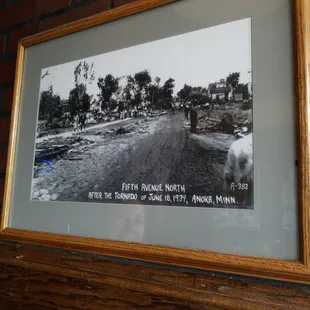 FIFTH AVENUE NORTH
AFTER THE TORNADO OF JUNE 18, 1939, ANOKA, MINN.
A-382